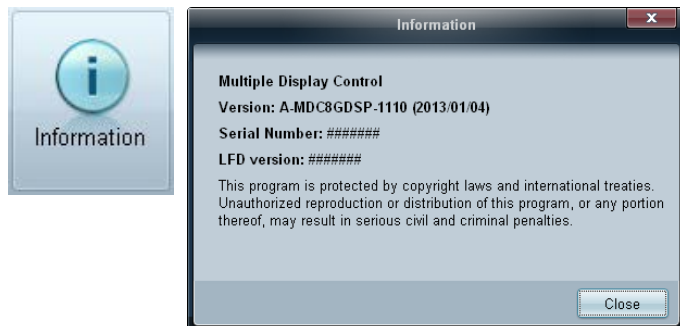 Information
Information
x
Multiple Display Control
Version: A-MDC8GDSP-1110 (2013/01/04)
Serial Number: #######
LFD version: #######
This program is protected by copyright laws and international treaties.
Unauthorized reproduction or distribution of this program, or any portion
thereof, may result in serious civil and criminal penalties.
Close